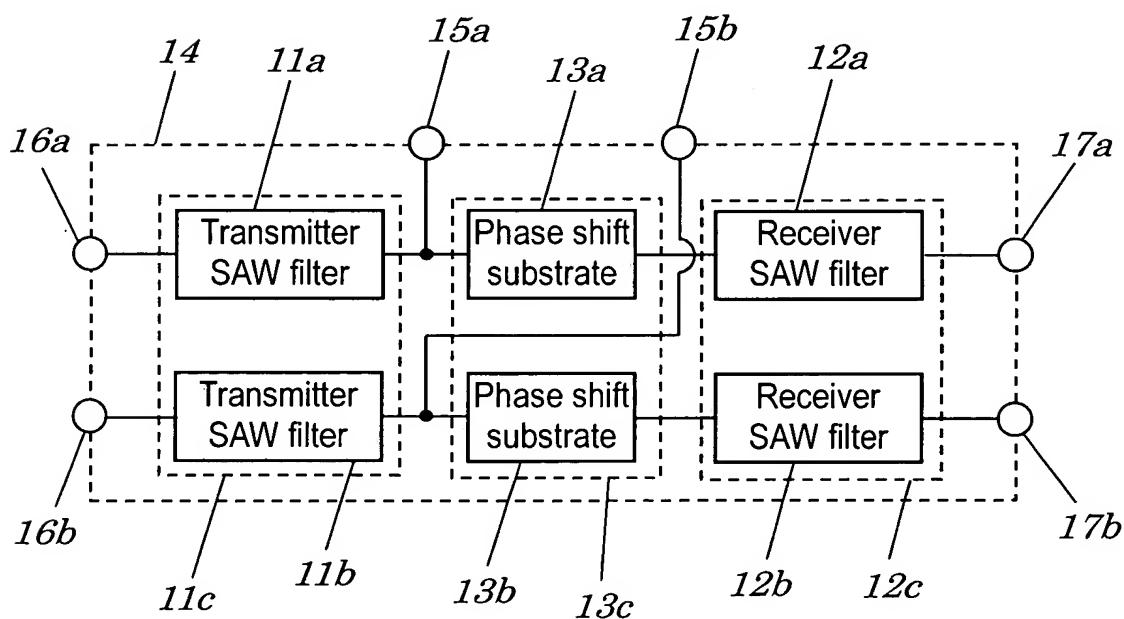 14
11a
15a
13a
15b
12a
16a
17a
Transmitter
SAW filter
Phase shift
substrate
Receiver
SAW filter
Transmitter
SAW filter
Phase shift
substrate
Receiver
SAW filter
16b
11c
11b
13b
13c
12b
12c
17b